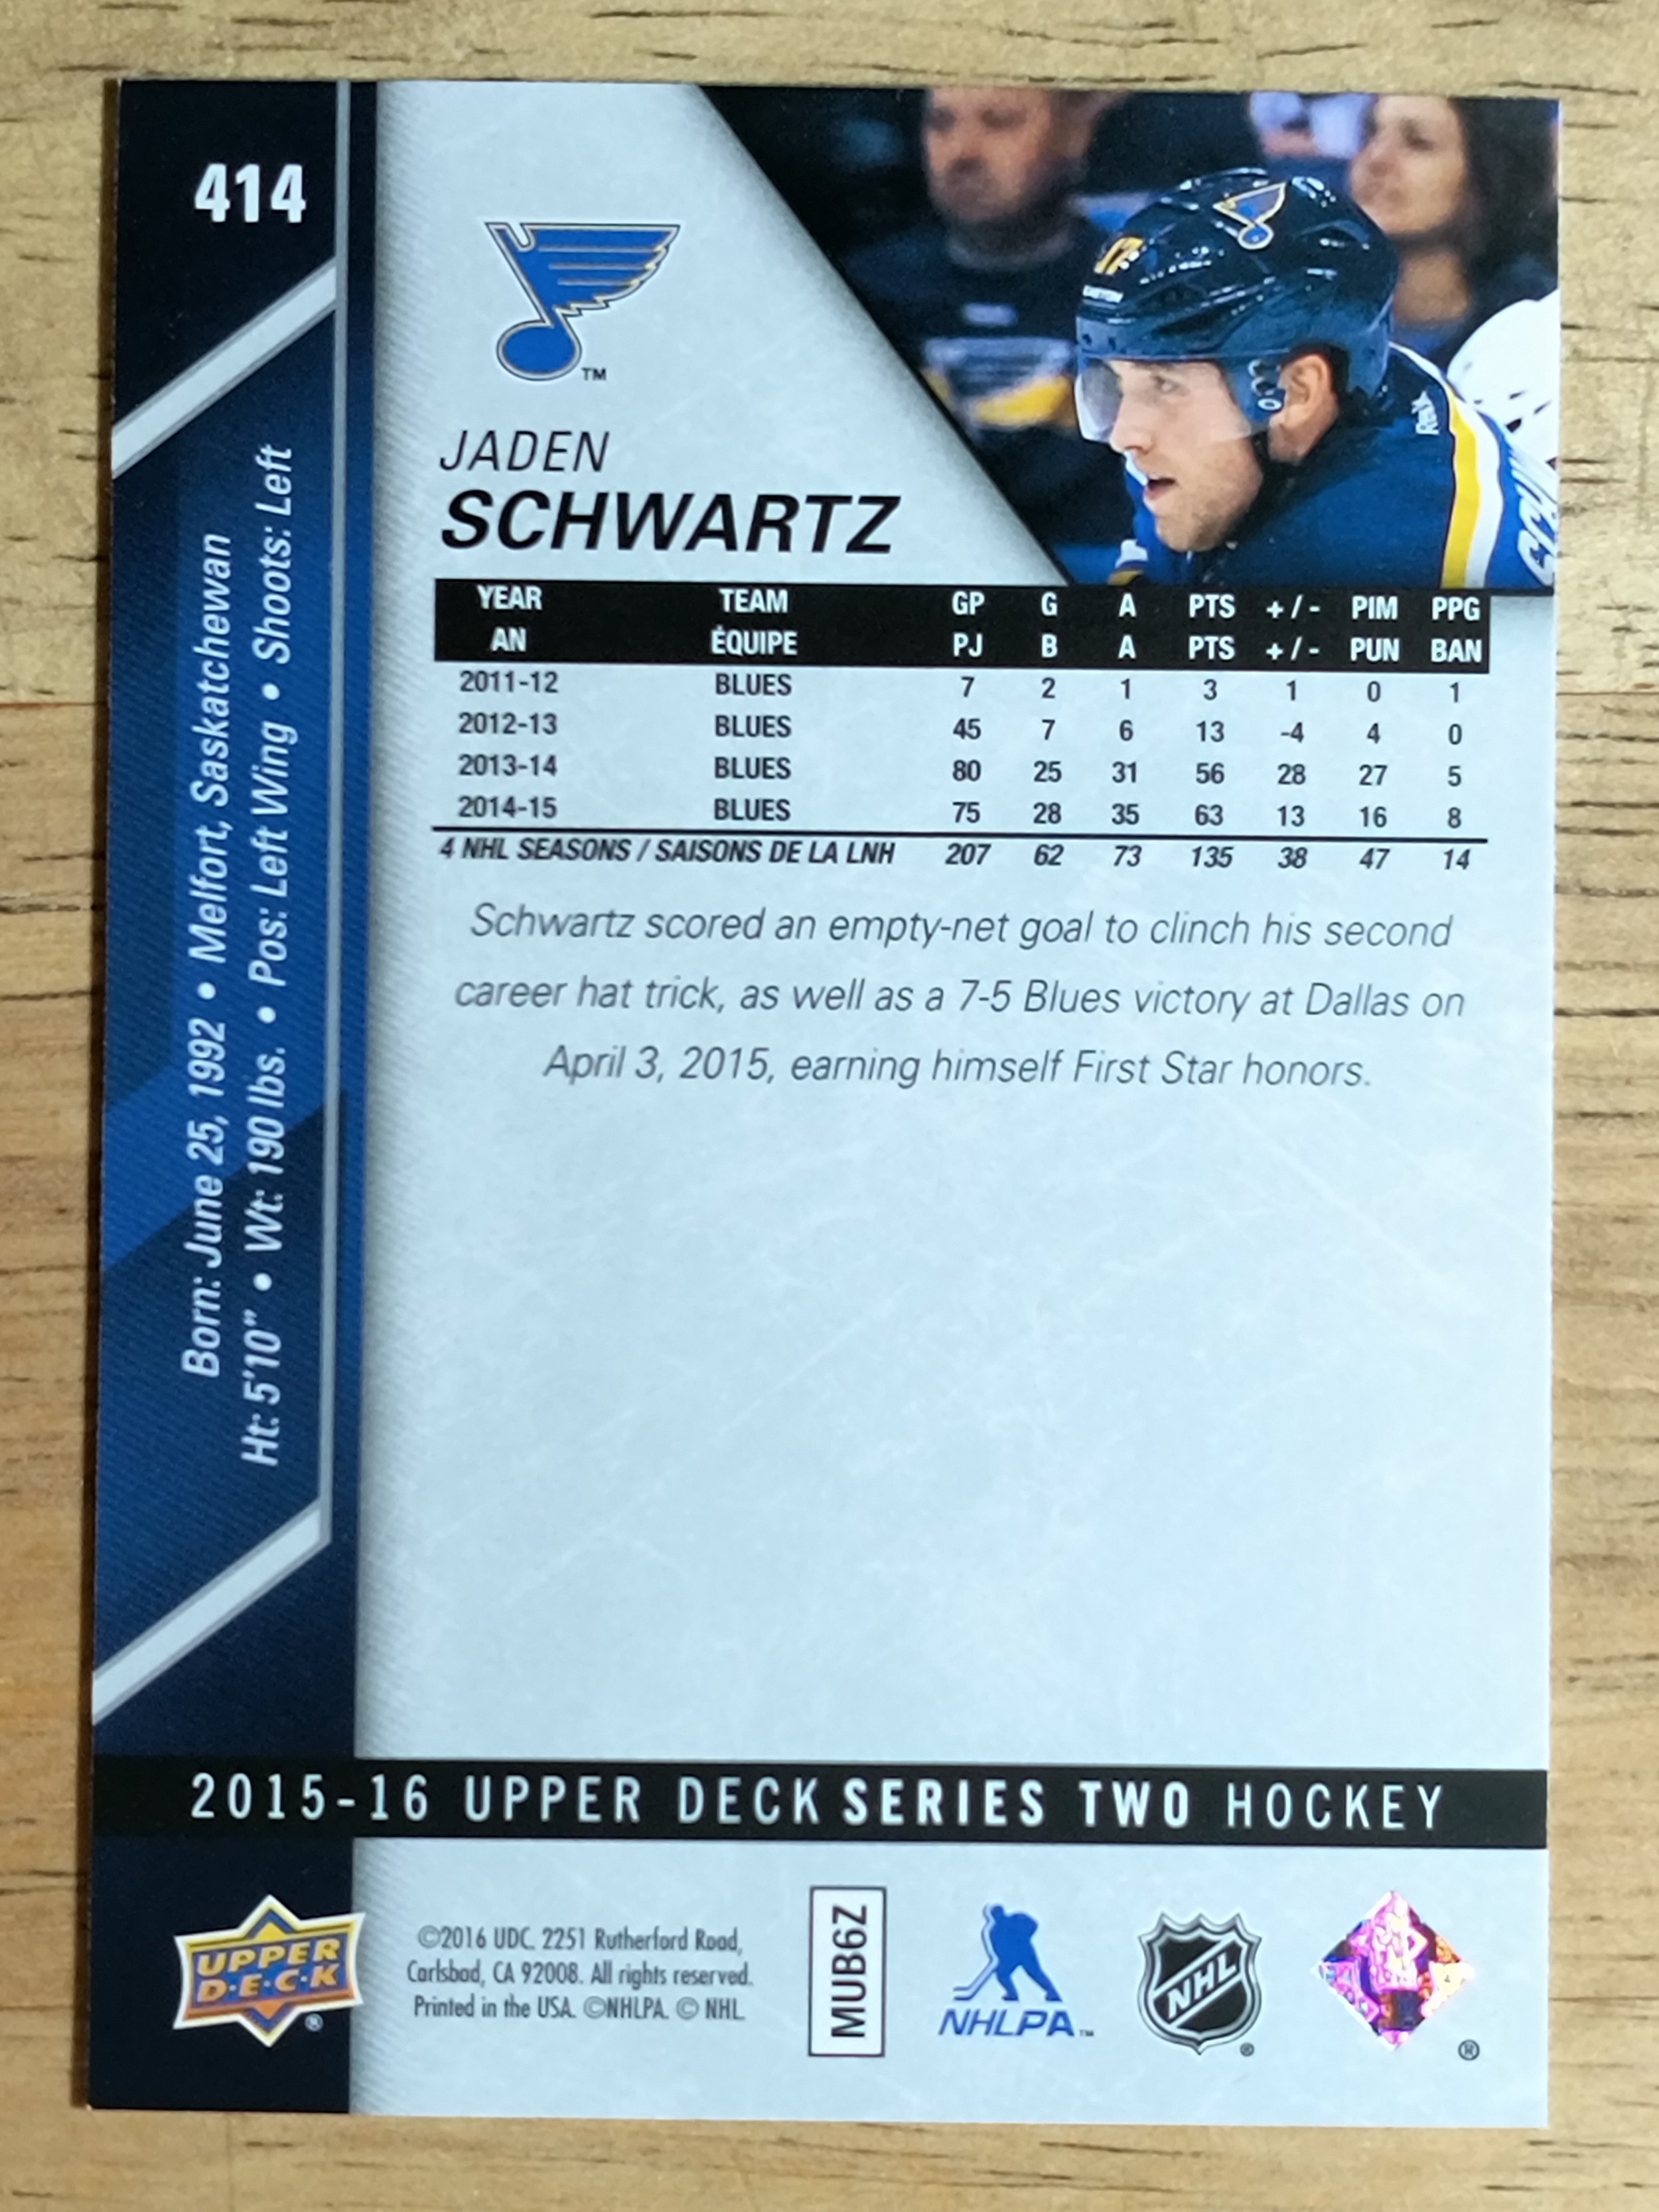 414
TM
JADEN
SCHWARTZ
YEAR TEAM GP G A PTS +/- PIM PPG
AN ÉQUIPE PJ B A PTS +/- PUN BAN
2011-12 BLUES 7 2 1 3 1 0 1
2012-13 BLUES 45 7 6 13 -4 4 0
2013-14 BLUES 80 25 31 56 28 27 5
2014-15 BLUES 75 28 35 63 13 16 8
4 NHL SEASONS / SAISONS DE LA LNH 207 62 73 135 38 47 14
Schwartz scored an empty-net goal to clinch his second
career hat trick, as well as a 7-5 Blues victory at Dallas on
April 3, 2015, earning himself First Star honors.
Born: June 25, 1992 • Melfort, Saskatchewan
Ht: 5'10" • Wt: 190 lbs. • Pos: Left Wing • Shoots: Left
2015-16 UPPER DECK SERIES TWO HOCKEY
UPPER
D·E·C·K
®
©2016 UDC. 2251 Rutherford Road,
Carlsbad, CA 92008. All rights reserved.
Printed in the USA. ©NHLPA. © NHL.
MUB6Z
NHLPA™
NHL
®
®